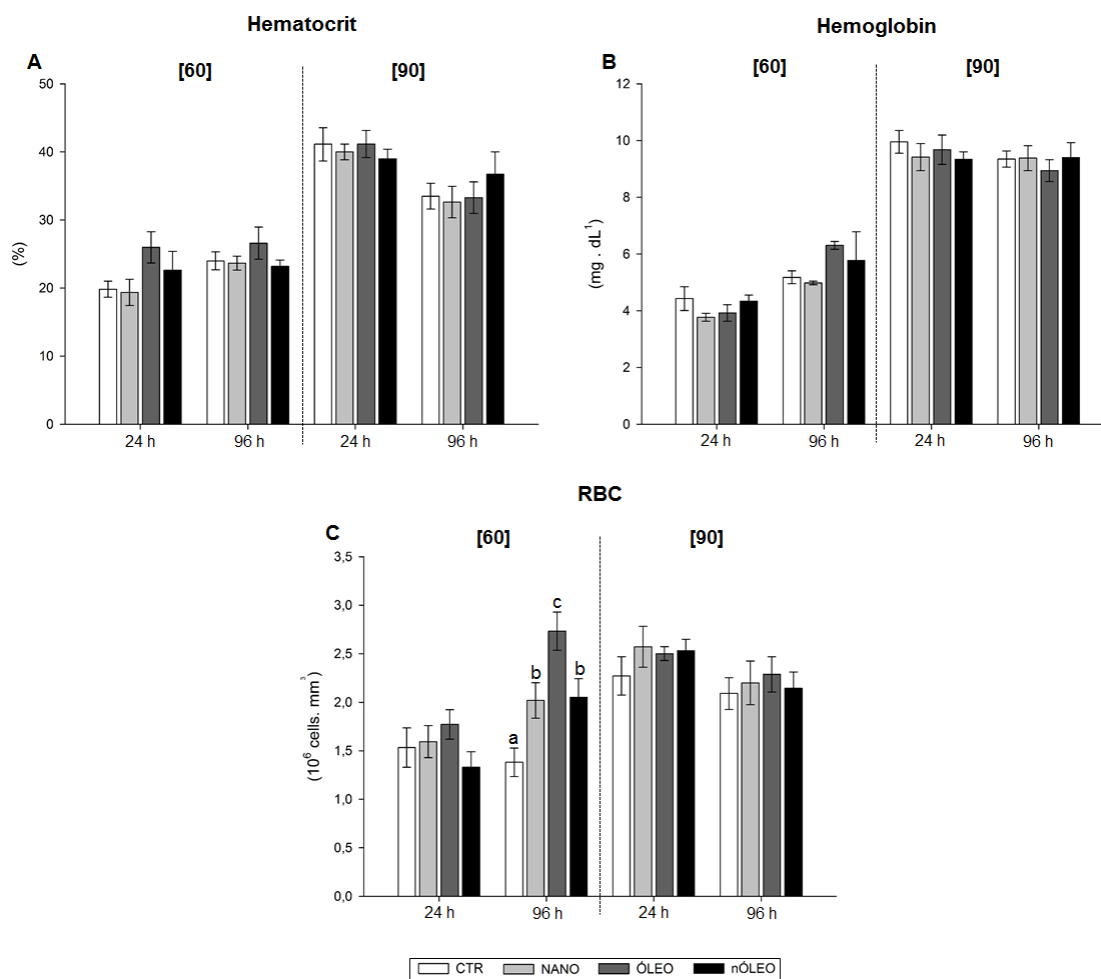 Hematocrit
A
[60] [90]
50
40
30
20
10
0
(%)
24 h 96 h 24 h 96 h
Hemoglobin
B
[60] [90]
12
10
8
6
4
2
0
(mg . dL¹)
24 h 96 h 24 h 96 h
RBC
C
[60] [90]
3,5
3,0
2,5
2,0
1,5
1,0
0,5
0,0
(10⁶ cells. mm³)
a b c b
24 h 96 h 24 h 96 h
CTR NANO ÓLEO nÓLEO